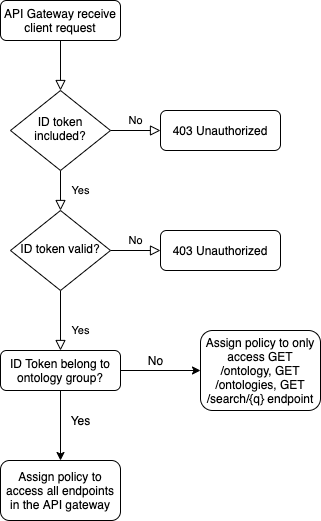 API Gateway receive
client request
ID token
included?
No
403 Unauthorized
Yes
ID token valid?
No
403 Unauthorized
Yes
ID Token belong to
ontology group?
No
Assign policy to only
access GET
/ontology, GET
/ontologies, GET
/search/{q} endpoint
Yes
Assign policy to
access all endpoints
in the API gateway